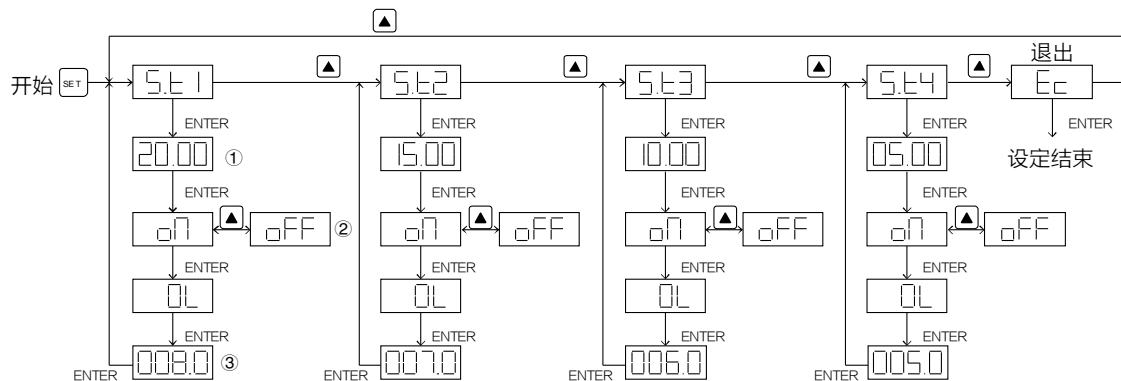 ▲
退出
开始 SET S.t1 ▲ S.t2 ▲ S.t3 ▲ S.t4 ▲ Ec
ENTER ENTER ENTER ENTER ENTER
20.00 ① 15.00 10.00 05.00 设定结束
ENTER ENTER ENTER ENTER
on ▲ oFF ② on ▲ oFF on ▲ oFF on ▲ oFF
ENTER ENTER ENTER ENTER
OL OL OL OL
ENTER ENTER ENTER ENTER
008.0 ③ 007.0 006.0 005.0
ENTER ENTER ENTER ENTER